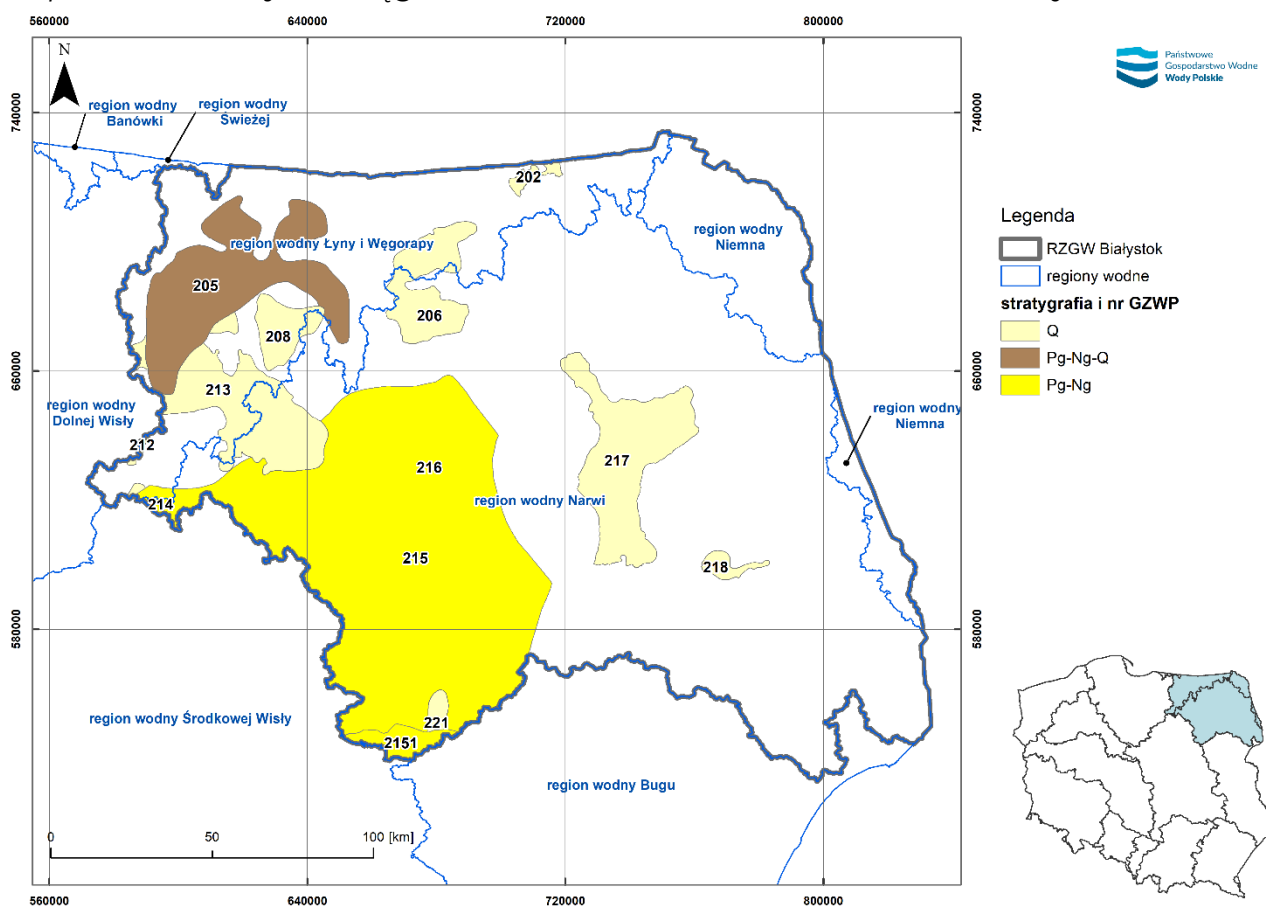 560000
640000
720000
800000
N
740000
740000
660000
660000
580000
580000
region wodny
Banówki
region wodny
Świeżej
202
region wodny Łyny i Węgorapy
region wodny
Niemna
205
206
208
213
region wodny
Dolnej Wisły
212
214
216
217
region wodny
Niemna
region wodny Narwi
215
218
221
2151
region wodny Środkowej Wisły
region wodny Bugu
0
50
100 [km]
560000
640000
720000
800000
Państwowe
Gospodarstwo Wodne
Wody Polskie
Legenda
RZGW Białystok
regiony wodne
stratygrafia i nr GZWP
Q
Pg-Ng-Q
Pg-Ng